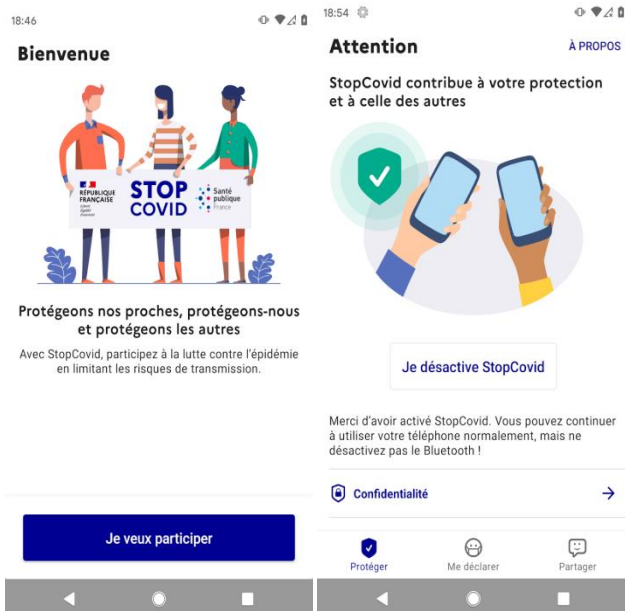 18:46
Bienvenue
RÉPUBLIQUE
FRANÇAISE
Liberté
Égalité
Fraternité
STOP
COVID
Santé
publique
France
Protégeons nos proches, protégeons-nous
et protégeons les autres
Avec StopCovid, participez à la lutte contre l'épidémie
en limitant les risques de transmission.
Je veux participer
18:54
Attention
À PROPOS
StopCovid contribue à votre protection
et à celle des autres
Je désactive StopCovid
Merci d'avoir activé StopCovid. Vous pouvez continuer
à utiliser votre téléphone normalement, mais ne
désactivez pas le Bluetooth !
Confidentialité
Protéger
Me déclarer
Partager